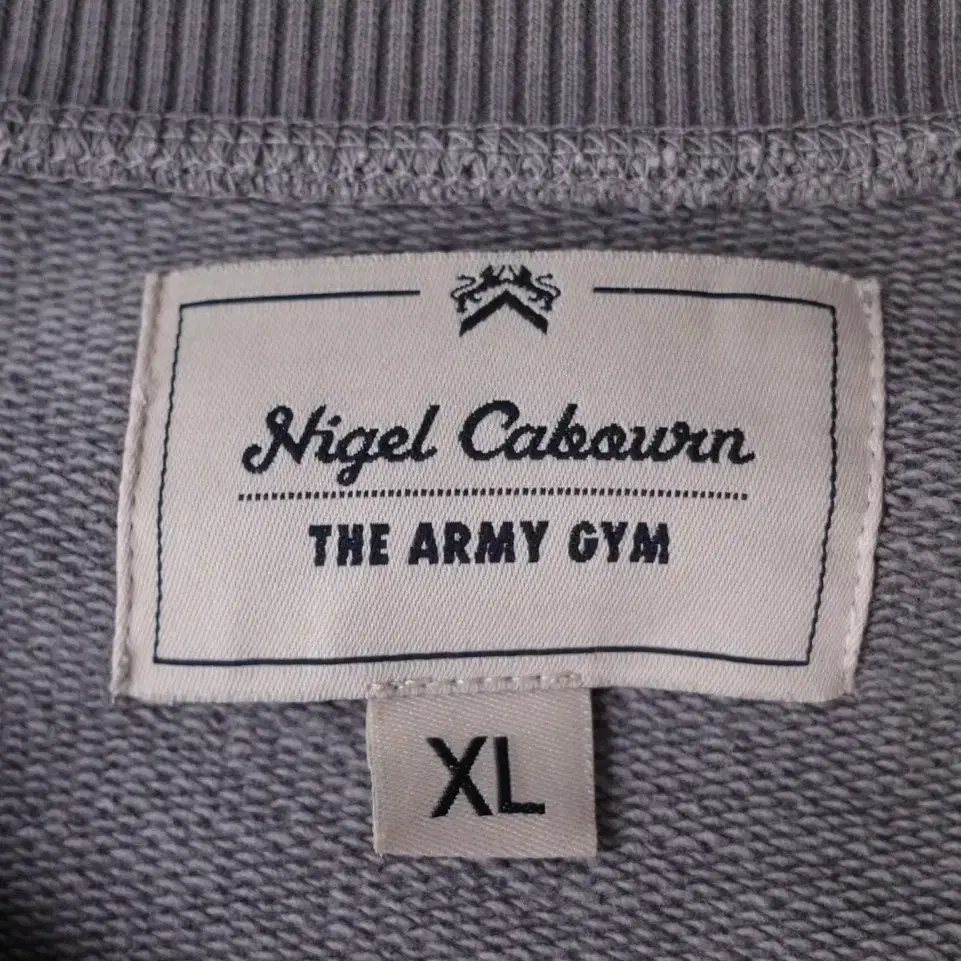 Nigel Cabourn
THE ARMY GYM
XL